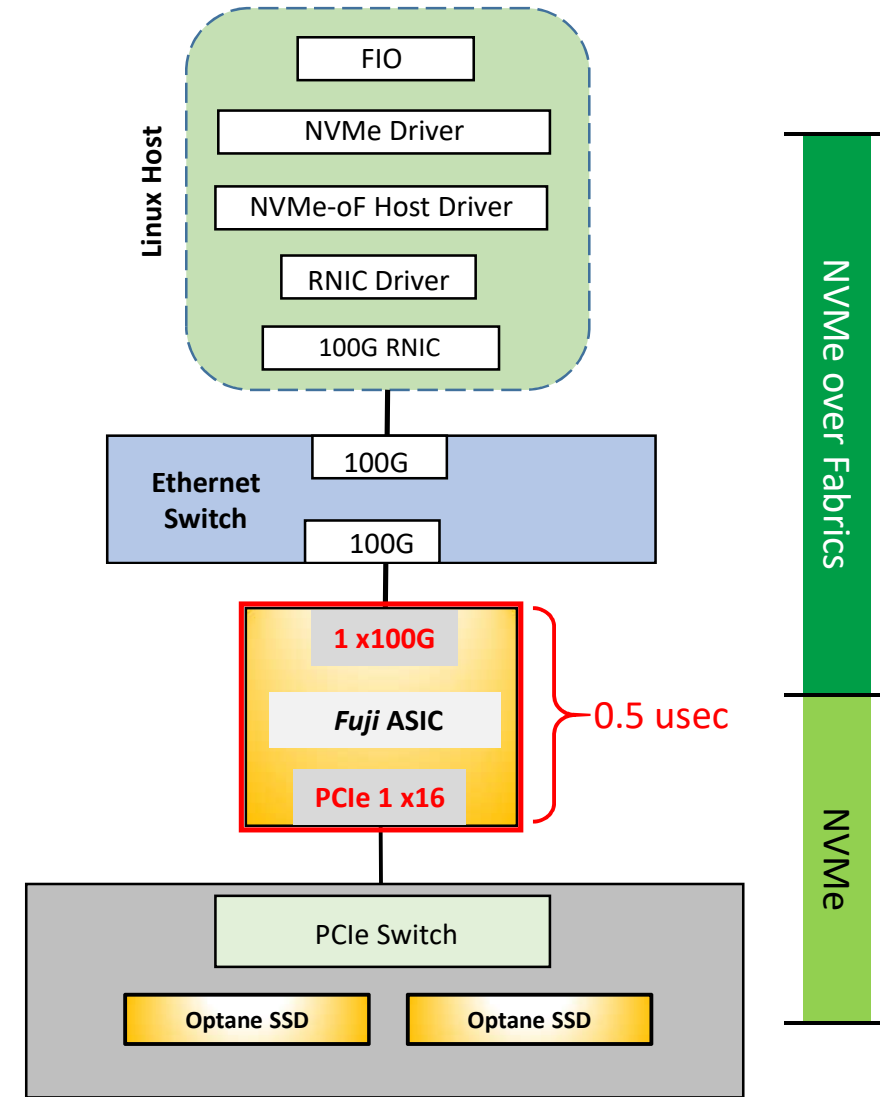 FIO
NVMe Driver
NVMe-oF Host Driver
RNIC Driver
100G RNIC
Linux Host
100G
Ethernet
Switch
100G
1 x100G
Fuji ASIC
PCIe 1 x16
0.5 usec
PCIe Switch
Optane SSD
Optane SSD
NVMe over Fabrics
NVMe